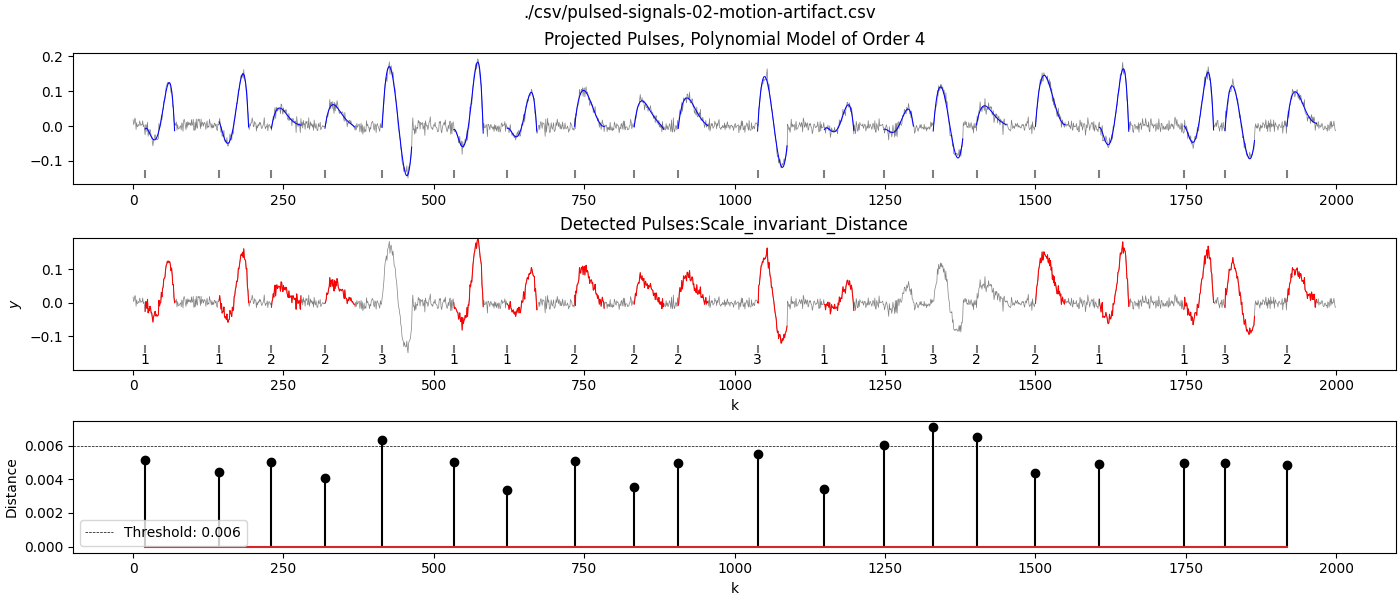 ./csv/pulsed-signals-02-motion-artifact.csv
Projected Pulses, Polynomial Model of Order 4
0.2
0.1
0.0
−0.1
0 250 500 750 1000 1250 1500 1750 2000
Detected Pulses:Scale_invariant_Distance
y
0.1
0.0
−0.1
1 1 2 2 3 1 1 2 2 2 3 1 1 3 2 2 1 1 3 2
0 250 500 750 1000 1250 1500 1750 2000
k
Distance
0.006
0.004
0.002
0.000
Threshold: 0.006
0 250 500 750 1000 1250 1500 1750 2000
k